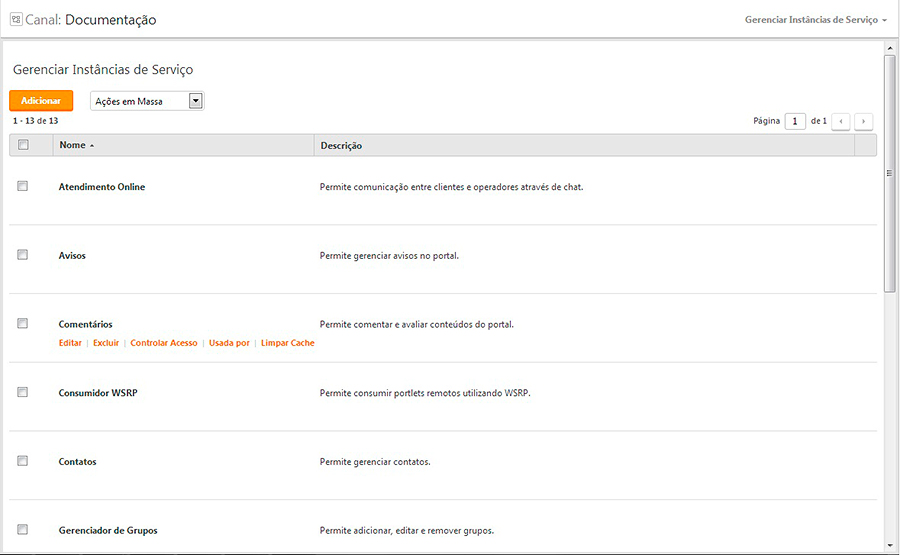 Canal: Documentação
Gerenciar Instâncias de Serviço
Gerenciar Instâncias de Serviço
Adicionar
Ações em Massa
1 - 13 de 13
Página 1 de 1
Nome Descrição
Atendimento Online Permite comunicação entre clientes e operadores através de chat.
Avisos Permite gerenciar avisos no portal.
Comentários Permite comentar e avaliar conteúdos do portal.
Editar | Excluir | Controlar Acesso | Usada por | Limpar Cache
Consumidor WSRP Permite consumir portlets remotos utilizando WSRP.
Contatos Permite gerenciar contatos.
Gerenciador de Grupos Permite adicionar, editar e remover grupos.